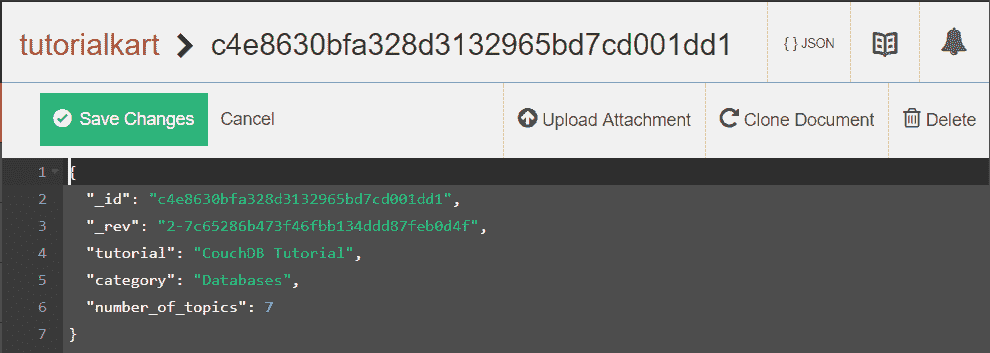 tutorialkart > c4e8630bfa328d3132965bd7cd001dd1 { } JSON
Save Changes Cancel Upload Attachment Clone Document Delete
1 {
2 "_id": "c4e8630bfa328d3132965bd7cd001dd1",
3 "_rev": "2-7c65286b473f46fbb134ddd87feb0d4f",
4 "tutorial": "CouchDB Tutorial",
5 "category": "Databases",
6 "number_of_topics": 7
7 }